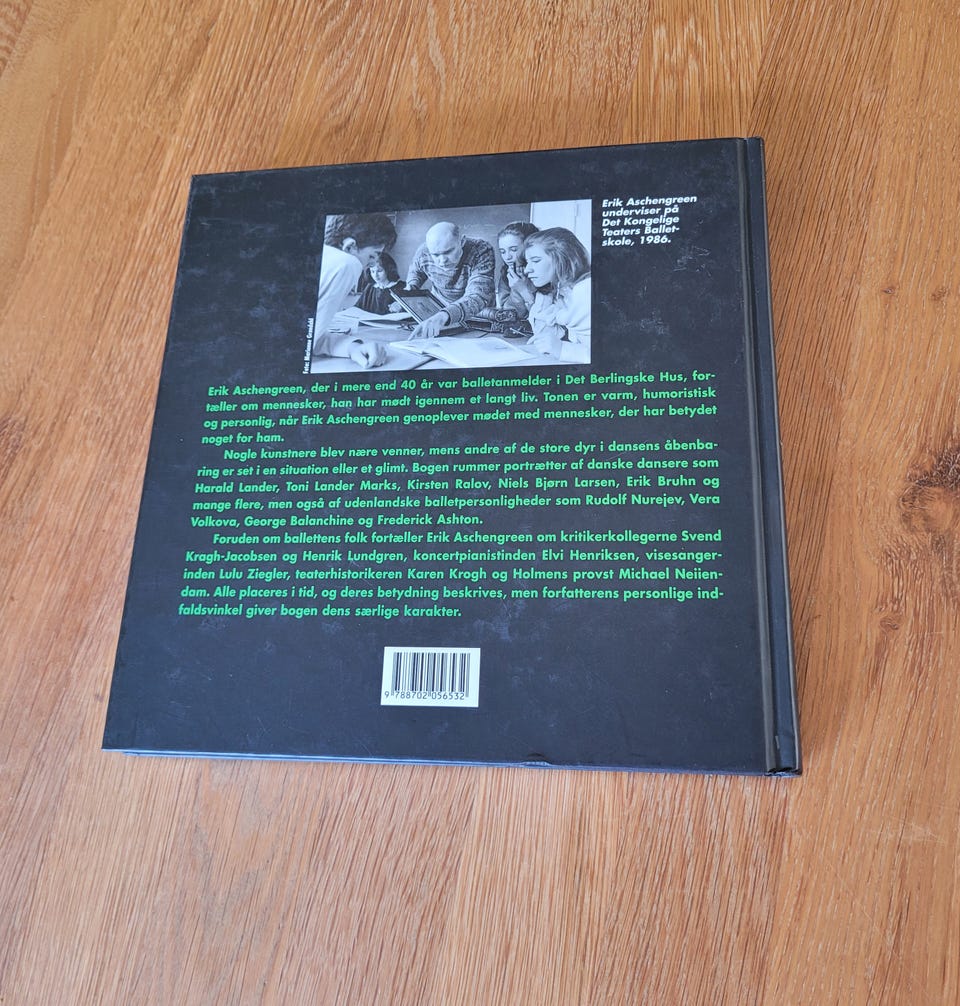 Erik Aschengreen
underviser på
Det Kongelige
Teaters Ballet-
skole, 1986.
Erik Aschengreen, der i mere end 40 år var balletanmelder i Det Berlingske Hus, for-
tæller om mennesker, han har mødt igennem et langt liv. Tonen er varm, humoristisk
og personlig, når Erik Aschengreen genoplever mødet med mennesker, der har betydet
noget for ham.
Nogle kunstnere blev nære venner, mens andre af de store dyr i dansens åbenba-
ring er set i en situation eller et glimt. Bogen rummer portrætter af danske dansere som
Harald Lander, Toni Lander Marks, Kirsten Ralov, Niels Bjørn Larsen, Erik Bruhn og
mange flere, men også af udenlandske balletpersonligheder som Rudolf Nurejev, Vera
Volkova, George Balanchine og Frederick Ashton.
Foruden om ballettens folk fortæller Erik Aschengreen om kritikerkollegerne Svend
Kragh-Jacobsen og Henrik Lundgren, koncertpianistinden Elvi Henriksen, visesanger-
inden Lulu Ziegler, teaterhistorikeren Karen Krogh og Holmens provst Michael Neiien-
dam. Alle placeres i tid, og deres betydning beskrives, men forfatterens personlige ind-
faldsvinkel giver bogen dens særlige karakter.
9 788702 056532